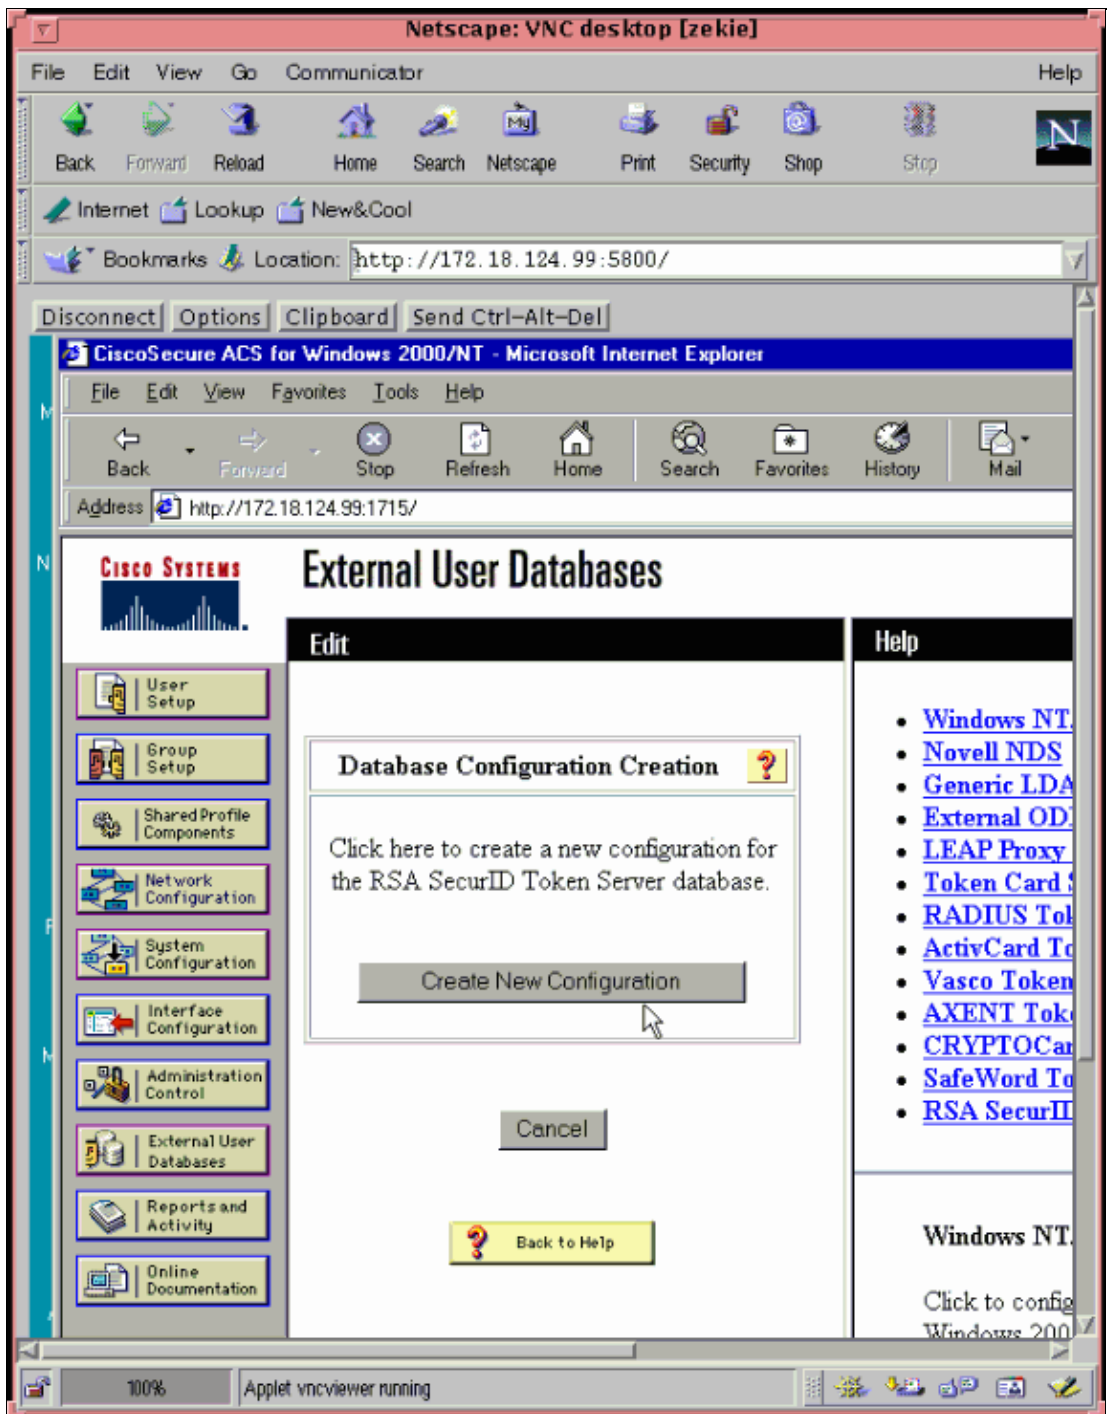 Netscape: VNC desktop [zekie]
File Edit View Go Communicator Help
Back Forward Reload Home Search My Netscape Print Security Shop Stop N
Internet Lookup New&Cool
Bookmarks Location: http://172.18.124.99:5800/
Disconnect Options Clipboard Send Ctrl-Alt-Del
CiscoSecure ACS for Windows 2000/NT - Microsoft Internet Explorer
File Edit View Favorites Tools Help
Back Forward Stop Refresh Home Search Favorites History Mail
Address http://172.18.124.99:1715/
CISCO SYSTEMS
External User Databases
User Setup
Group Setup
Shared Profile Components
Network Configuration
System Configuration
Interface Configuration
Administration Control
External User Databases
Reports and Activity
Online Documentation
Edit
Database Configuration Creation ?
Click here to create a new configuration for
the RSA SecurID Token Server database.
Create New Configuration
Cancel
? Back to Help
Help
Windows NT
Novell NDS
Generic LDA
External OD
LEAP Proxy
Token Card
RADIUS Tok
ActivCard To
Vasco Token
AXENT Tok
CRYPTOCar
SafeWord To
RSA SecurI
Windows NT.
Click to config
Windows 200
100% Applet vncviewer running